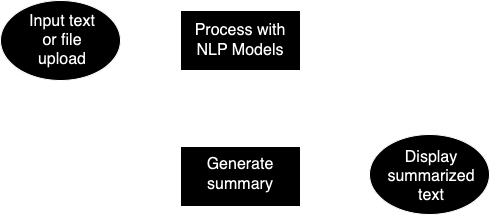 Input text
or file
upload
Process with
NLP Models
Generate
summary
Display
summarized
text